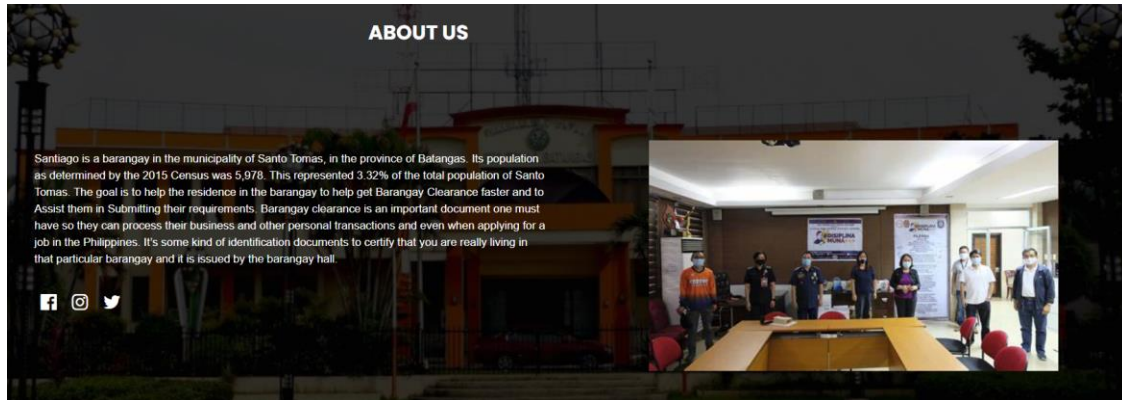 ABOUT US
Santiago is a barangay in the municipality of Santo Tomas, in the province of Batangas. Its population
as determined by the 2015 Census was 5,978. This represented 3.32% of the total population of Santo
Tomas. The goal is to help the residence in the barangay to help get Barangay Clearance faster and to
Assist them in Submitting their requirements. Barangay clearance is an important document one must
have so they can process their business and other personal transactions and even when applying for a
job in the Philippines. It's some kind of identification documents to certify that you are really living in
that particular barangay and it is issued by the barangay hall.
DISIPLINA
MUNA